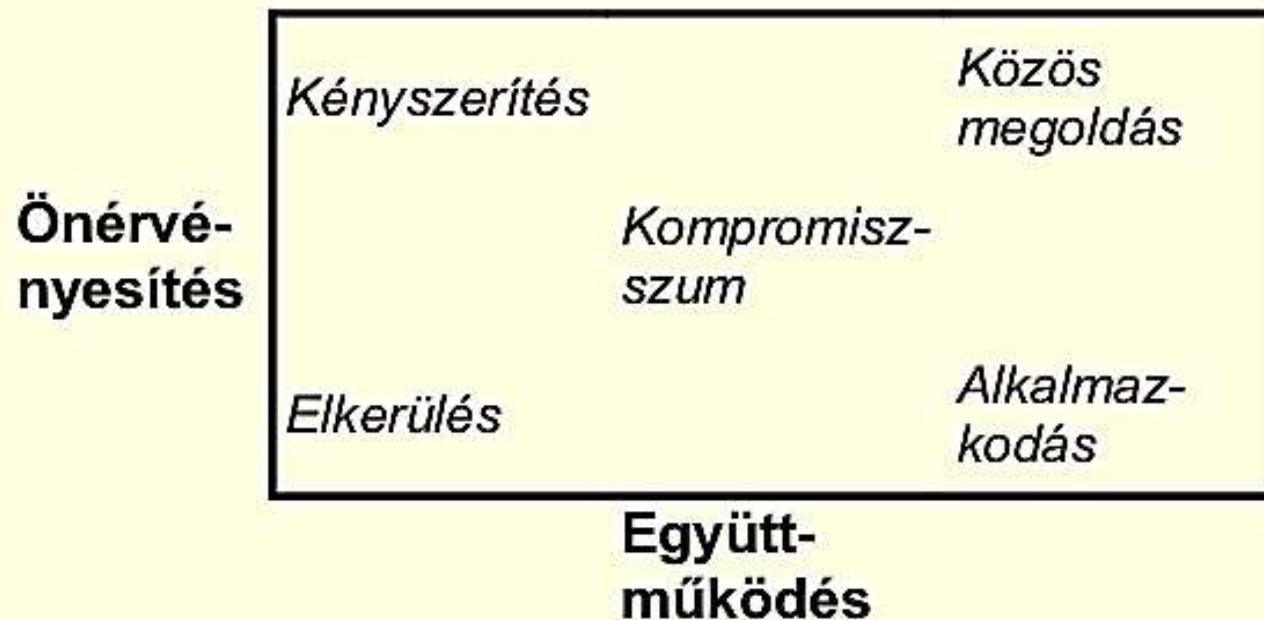 Kényszerítés
Közös
megoldás
Önérvé-
nyesítés
Kompromisz-
szum
Elkerülés
Alkalmaz-
kodás
Együtt-
működés